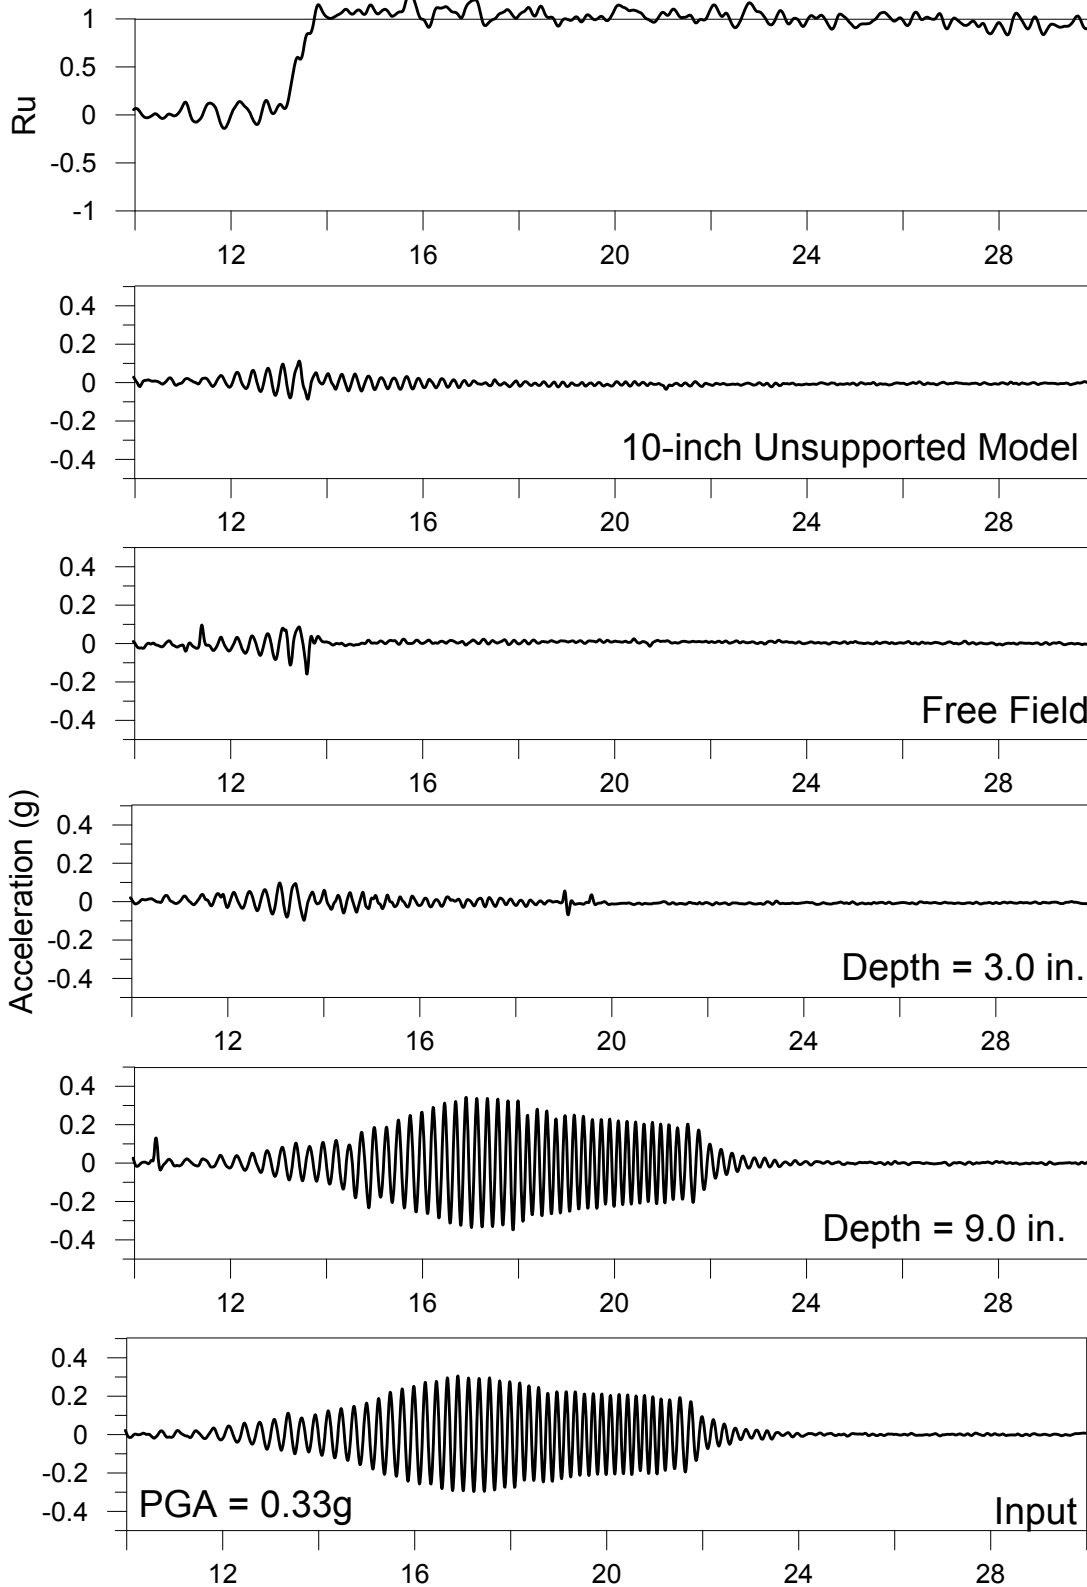 1
0.5
0
-0.5
-1
Ru
12 16 20 24 28
0.4
0.2
0
-0.2
-0.4
10-inch Unsupported Model
12 16 20 24 28
0.4
0.2
0
-0.2
-0.4
Free Field
12 16 20 24 28
Acceleration (g)
0.4
0.2
0
-0.2
-0.4
Depth = 3.0 in.
12 16 20 24 28
0.4
0.2
0
-0.2
-0.4
Depth = 9.0 in.
12 16 20 24 28
0.4
0.2
0
-0.2
-0.4
PGA = 0.33g
Input
12 16 20 24 28